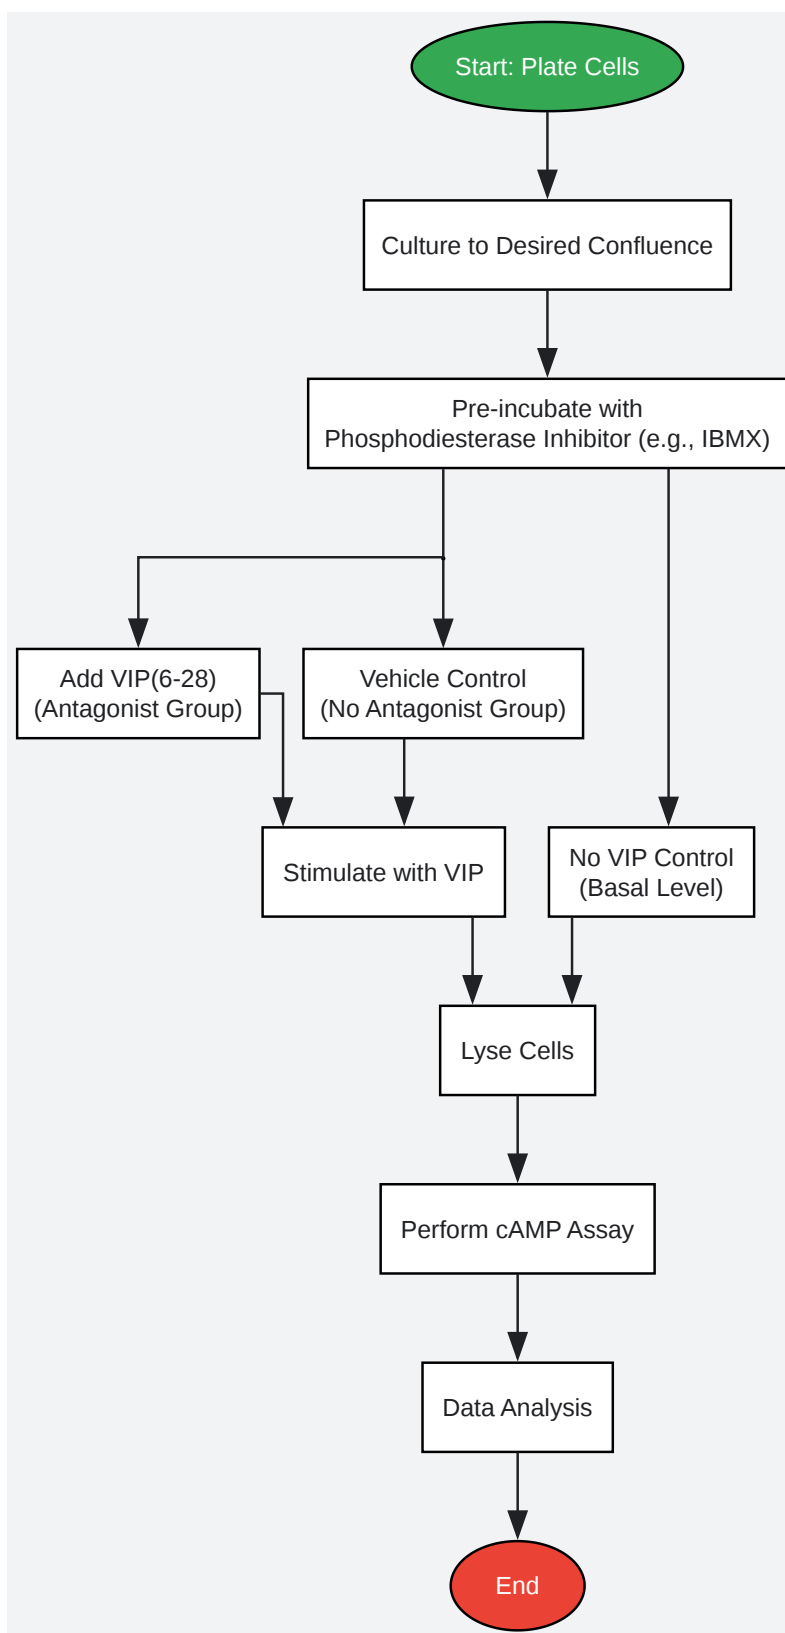 Start: Plate Cells
Culture to Desired Confluence
Pre-incubate with
Phosphodiesterase Inhibitor (e.g., IBMX)
Add VIP(6-28)
(Antagonist Group)
Vehicle Control
(No Antagonist Group)
Stimulate with VIP
No VIP Control
(Basal Level)
Lyse Cells
Perform cAMP Assay
Data Analysis
End